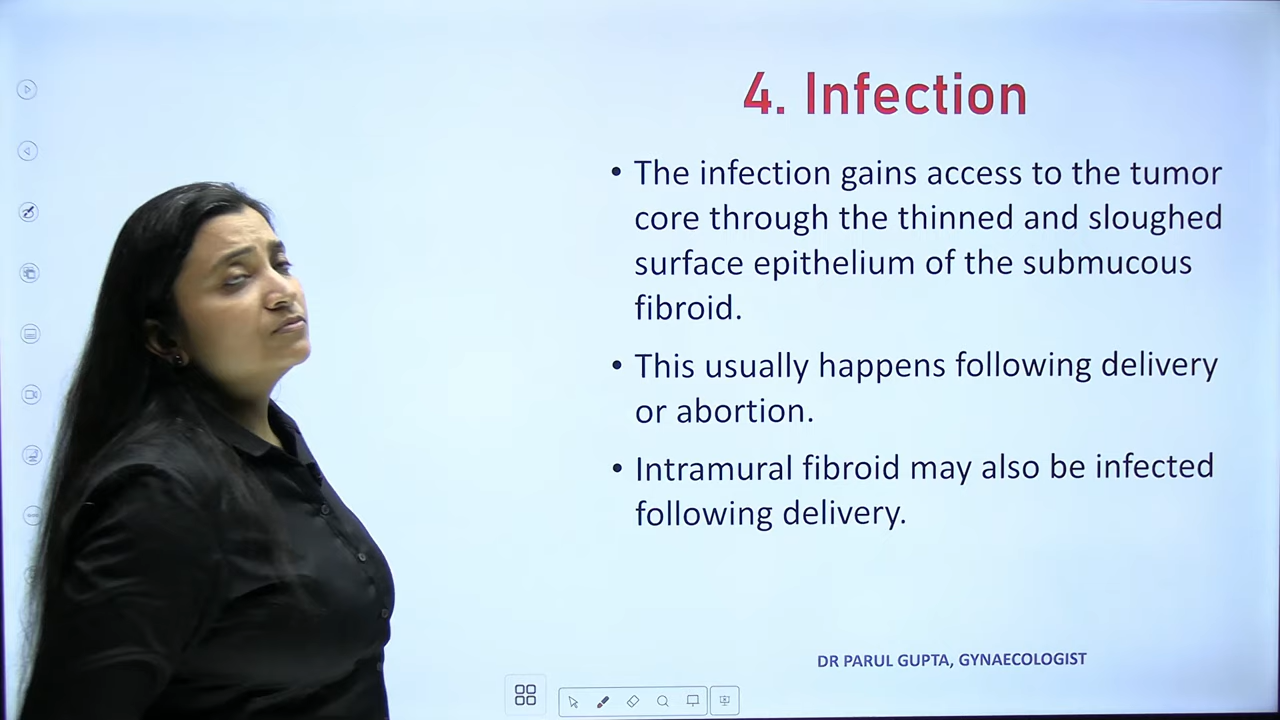 4. Infection
• The infection gains access to the tumor
core through the thinned and sloughed
surface epithelium of the submucous
fibroid.
• This usually happens following delivery
or abortion.
• Intramural fibroid may also be infected
following delivery.
DR PARUL GUPTA, GYNAECOLOGIST